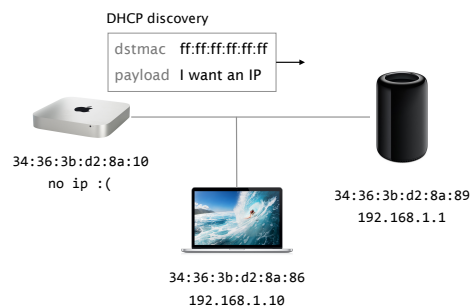 DHCP discovery
dstmac ff:ff:ff:ff:ff:ff
payload I want an IP
34:36:3b:d2:8a:10
no ip :(
34:36:3b:d2:8a:89
192.168.1.1
34:36:3b:d2:8a:86
192.168.1.10